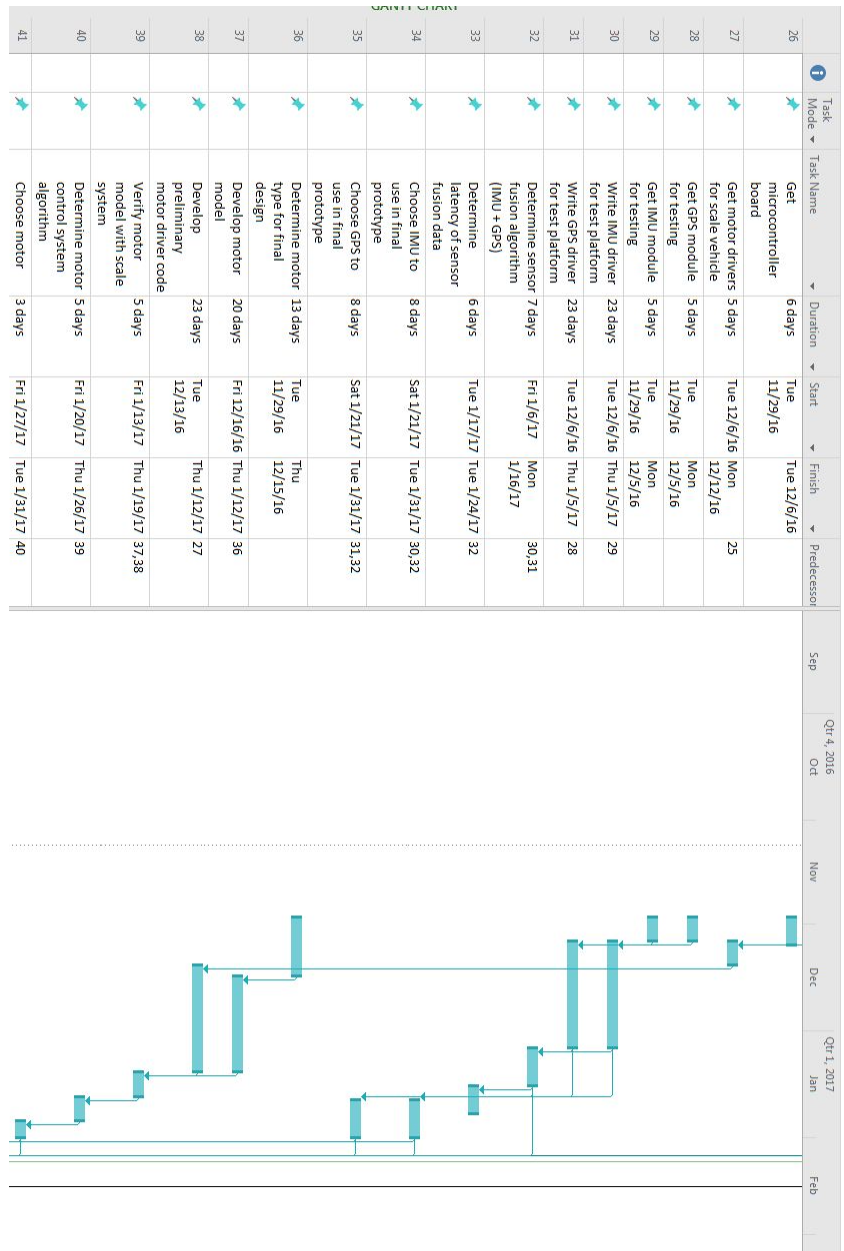 GANTT CHART
Qtr 4, 2016 Qtr 1, 2017
Task
Mode Task Name Duration Start Finish Predecessor Sep Oct Nov Dec Jan Feb
26 Get 6 days Tue Tue 12/6/16
microcontroller 11/29/16
board
27 Get motor drivers 5 days Tue 12/6/16 Mon 25
for scale vehicle 12/12/16
28 Get GPS module 5 days Tue Mon
for testing 11/29/16 12/5/16
29 Get IMU module 5 days Tue Mon
for testing 11/29/16 12/5/16
30 Write IMU driver 23 days Tue 12/6/16 Thu 1/5/17 29
for test platform
31 Write GPS driver 23 days Tue 12/6/16 Thu 1/5/17 28
for test platform
32 Determine sensor 7 days Fri 1/6/17 Mon 30,31
fusion algorithm 1/16/17
(IMU + GPS)
33 Determine 6 days Tue 1/17/17 Tue 1/24/17 32
latency of sensor
fusion data
34 Choose IMU to 8 days Sat 1/21/17 Tue 1/31/17 30,32
use in final
prototype
35 Choose GPS to 8 days Sat 1/21/17 Tue 1/31/17 31,32
use in final
prototype
36 Determine motor 13 days Tue Thu
type for final 11/29/16 12/15/16
design
37 Develop motor 20 days Fri 12/16/16 Thu 1/12/17 36
model
38 Develop 23 days Tue Thu 1/12/17 27
preliminary 12/13/16
motor driver code
39 Verify motor 5 days Fri 1/13/17 Thu 1/19/17 37,38
model with scale
system
40 Determine motor 5 days Fri 1/20/17 Thu 1/26/17 39
control system
algorithm
41 Choose motor 3 days Fri 1/27/17 Tue 1/31/17 40